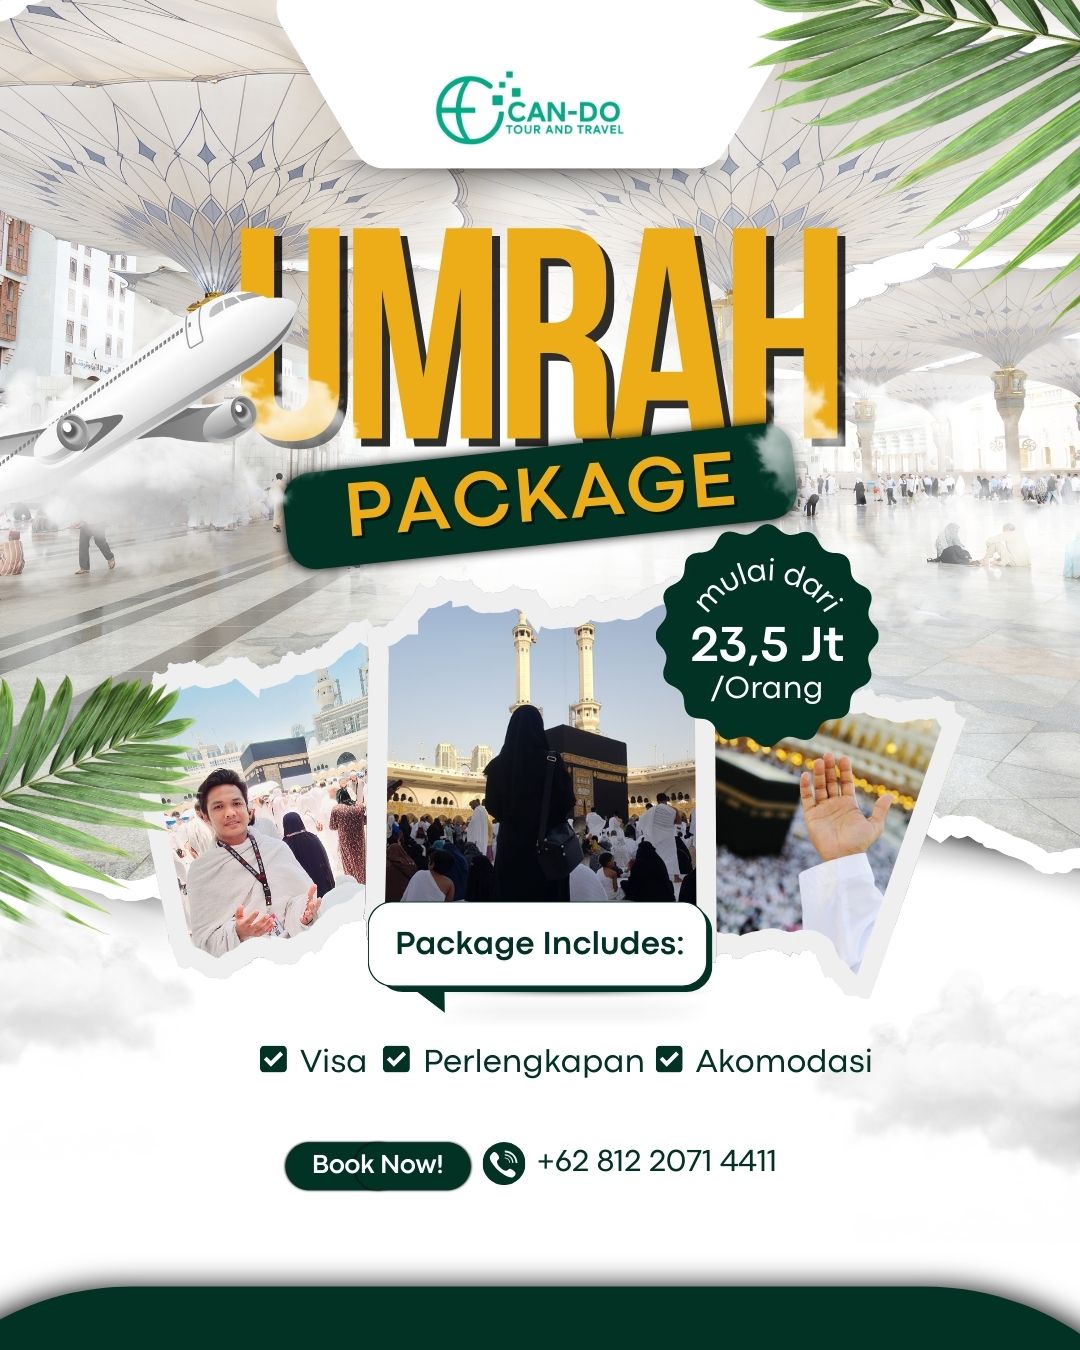 CAN-DO
TOUR AND TRAVEL
UMRAH
PACKAGE
mulai dari
23,5 Jt
/Orang
Package Includes:
Visa Perlengkapan Akomodasi
Book Now! +62 812 2071 4411